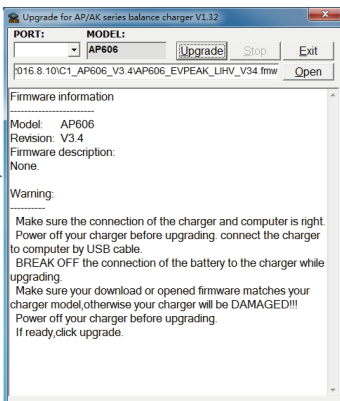 Upgrade for AP/AK series balance charger V1.32
PORT: MODEL:
AP606 Upgrade Stop Exit
016.8.10\C1_AP606_V3.4\AP606_EVPEAK_LIHV_V34.fmw Open
Firmware information
-----------------------
Model: AP606
Revision: V3.4
Firmware description:
None.
Warning:
----------
Make sure the connection of the charger and computer is right.
Power off your charger before upgrading. connect the charger
to computer by USB cable.
BREAK OFF the connection of the battery to the charger while
upgrading.
Make sure your download or opened firmware matches your
charger model,otherwise your charger will be DAMAGED!!!
Power off your charger before upgrading.
If ready,click upgrade.